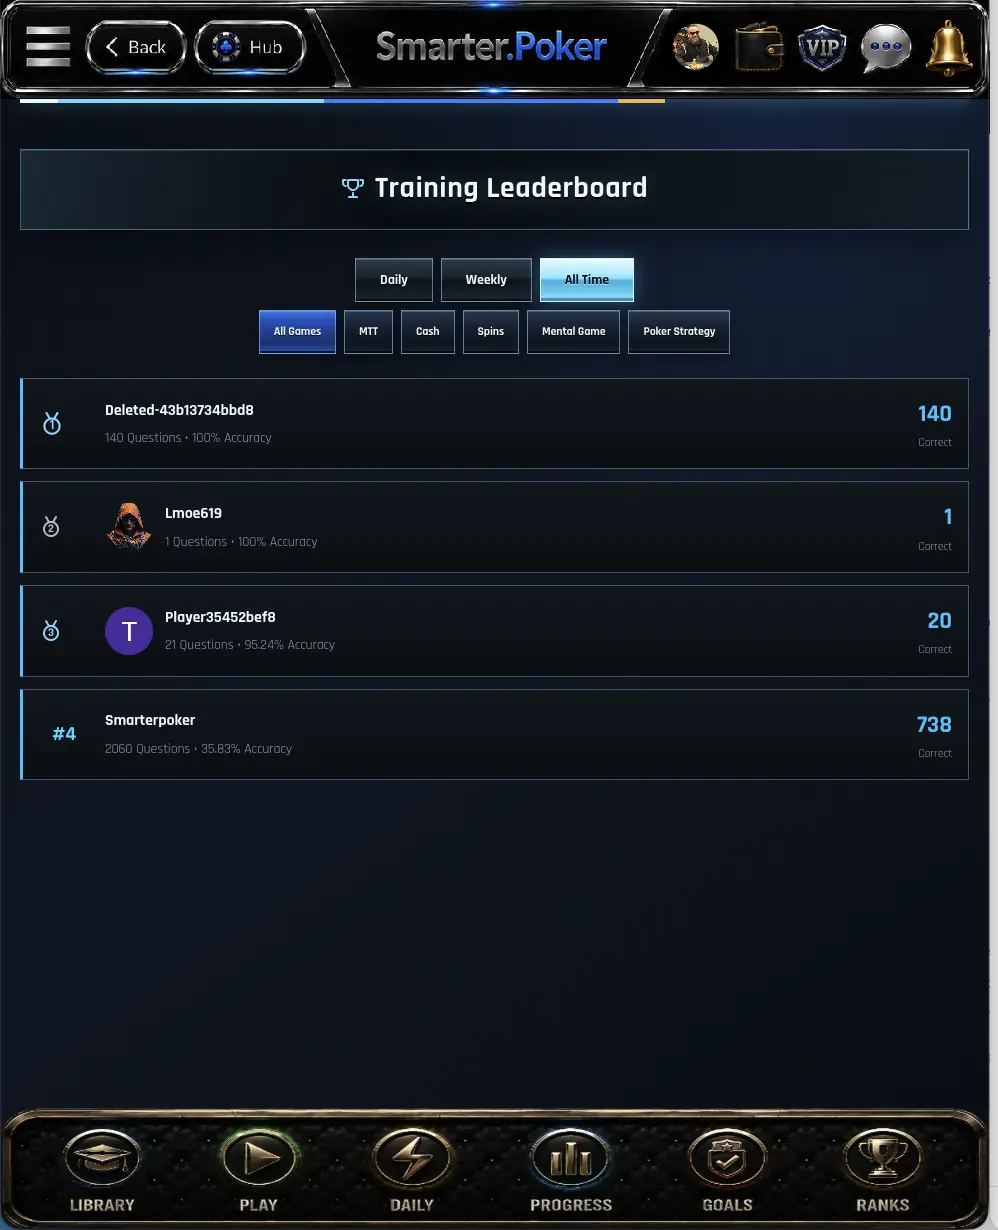 Back
Hub
Smarter.Poker
VIP
Training Leaderboard
Daily
Weekly
All Time
All Games
MTT
Cash
Spins
Mental Game
Poker Strategy
1
Deleted-43b13734bbd8
140 Questions • 100% Accuracy
140
Correct
2
Lmoe619
1 Questions • 100% Accuracy
1
Correct
3
T
Player35452bef8
21 Questions • 95.24% Accuracy
20
Correct
#4
Smarterpoker
2060 Questions • 35.83% Accuracy
738
Correct
LIBRARY
PLAY
DAILY
PROGRESS
GOALS
RANKS